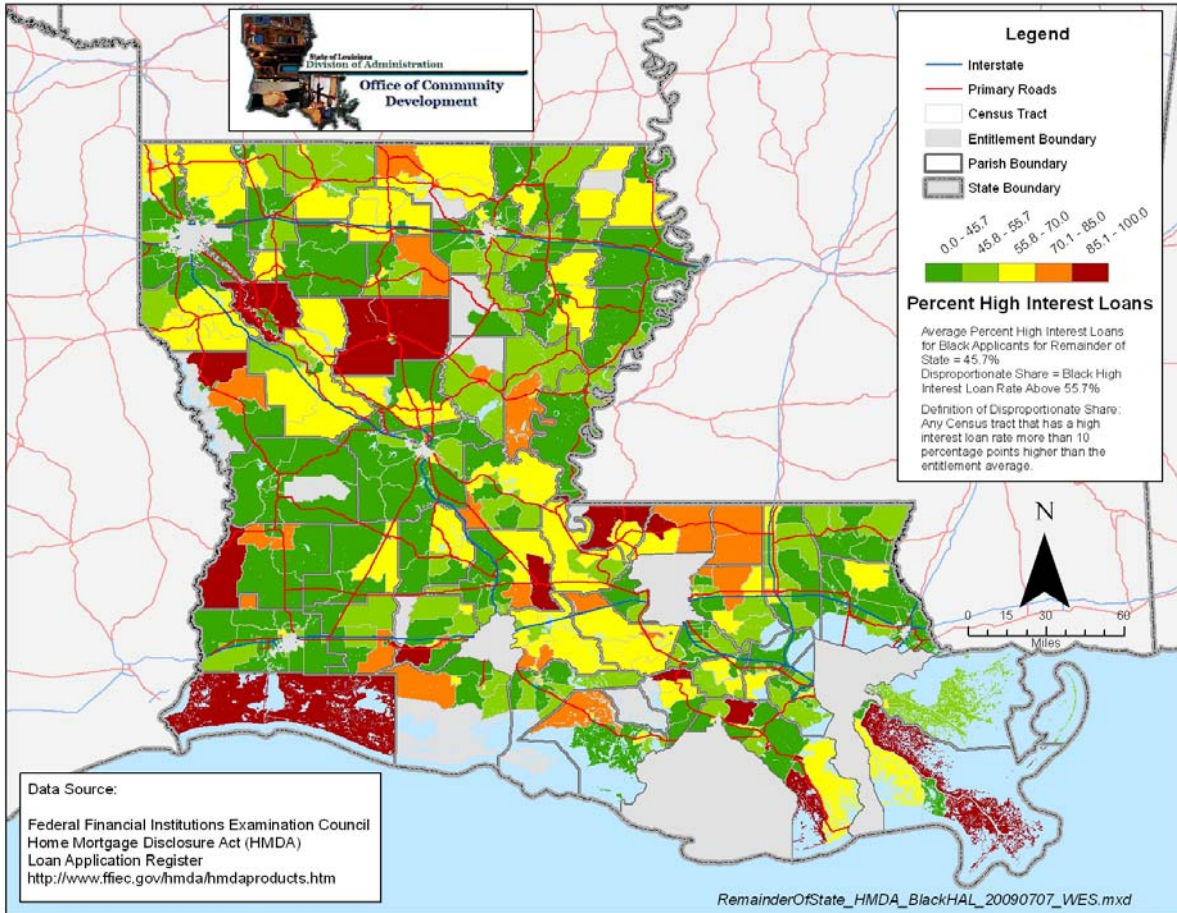 State of Louisiana
Division of Administration
Office of Community
Development
Legend
Interstate
Primary Roads
Census Tract
Entitlement Boundary
Parish Boundary
State Boundary
0.0 - 45.7
45.8 - 55.7
55.8 - 70.0
70.1 - 85.0
85.1 - 100.0
Percent High Interest Loans
Average Percent High Interest Loans
for Black Applicants for Remainder of
State = 45.7%
Disproportionate Share = Black High
Interest Loan Rate Above 55.7%
Definition of Disproportionate Share:
Any Census tract that has a high
interest loan rate more than 10
percentage points higher than the
entitlement average.
N
0 15 30 60
Miles
Data Source:
Federal Financial Institutions Examination Council
Home Mortgage Disclosure Act (HMDA)
Loan Application Register
http://www.ffiec.gov/hmda/hmdaproducts.htm
RemainderOfState_HMDA_BlackHAL_20090707_WES.mxd